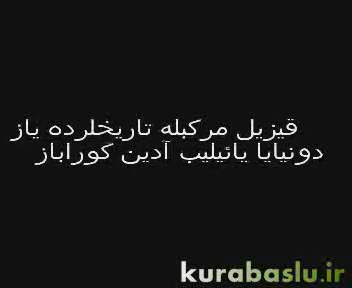 قیزیل مرکبله تاریخلرده یاز
دونیایا یائیلیب آدین کوراباز
kurabaslu.ir